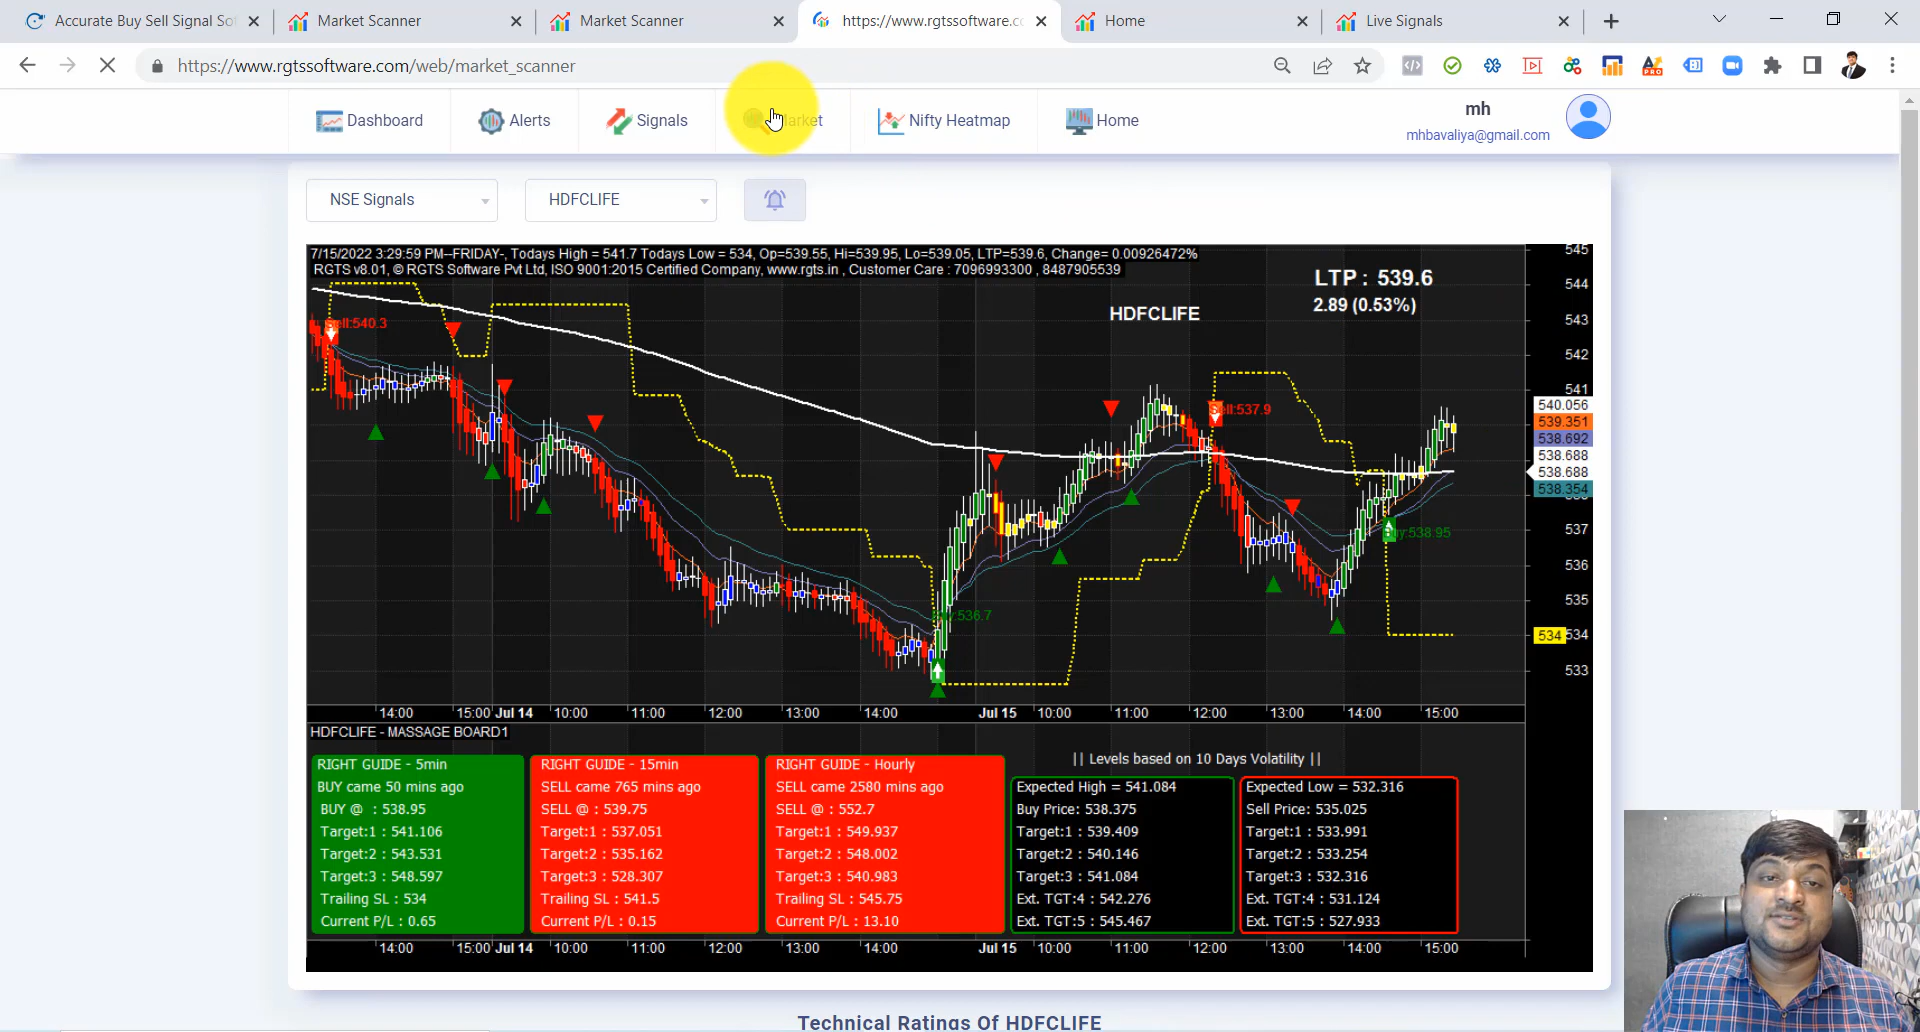 Accurate Buy Sell Signal So
Market Scanner
Market Scanner
https://www.rgtssoftware.co
Home
Live Signals
https://www.rgtssoftware.com/web/market_scanner
Dashboard
Alerts
Signals
Market
Nifty Heatmap
Home
mh
mhbavaliya@gmail.com
NSE Signals
HDFCLIFE
7/15/2022 3:29:59 PM--FRIDAY-, Todays High = 541.7 Todays Low = 534, Op=539.55, Hi=539.95, Lo=539.05, LTP=539.6, Change= 0.00926472%
RGTS v8.01, © RGTS Software Pvt Ltd, ISO 9001:2015 Certified Company, www.rgts.in , Customer Care : 7096993300 , 8487905539
LTP : 539.6
2.89 (0.53%)
HDFCLIFE
Sell:540.3
Sell:537.9
Buy:538.95
Buy:536.7
545
544
543
542
541
540.056
539.351
538.692
538.688
538.688
538.354
537
536
535
534 534
533
14:00 15:00 Jul 14 10:00 11:00 12:00 13:00 14:00 Jul 15 10:00 11:00 12:00 13:00 14:00 15:00
HDFCLIFE - MASSAGE BOARD1
RIGHT GUIDE - 5min
BUY came 50 mins ago
BUY @ : 538.95
Target:1 : 541.106
Target:2 : 543.531
Target:3 : 548.597
Trailing SL : 534
Current P/L : 0.65
RIGHT GUIDE - 15min
SELL came 765 mins ago
SELL @ : 539.75
Target:1 : 537.051
Target:2 : 535.162
Target:3 : 528.307
Trailing SL : 541.5
Current P/L : 0.15
RIGHT GUIDE - Hourly
SELL came 2580 mins ago
SELL @ : 552.7
Target:1 : 549.937
Target:2 : 548.002
Target:3 : 540.983
Trailing SL : 545.75
Current P/L : 13.10
|| Levels based on 10 Days Volatility ||
Expected High = 541.084
Buy Price: 538.375
Target:1 : 539.409
Target:2 : 540.146
Target:3 : 541.084
Ext. TGT:4 : 542.276
Ext. TGT:5 : 545.467
Expected Low = 532.316
Sell Price: 535.025
Target:1 : 533.991
Target:2 : 533.254
Target:3 : 532.316
Ext. TGT:4 : 531.124
Ext. TGT:5 : 527.933
14:00 15:00 Jul 14 10:00 11:00 12:00 13:00 14:00 Jul 15 10:00 11:00 12:00 13:00 14:00 15:00
Technical Ratings Of HDFCLIFE